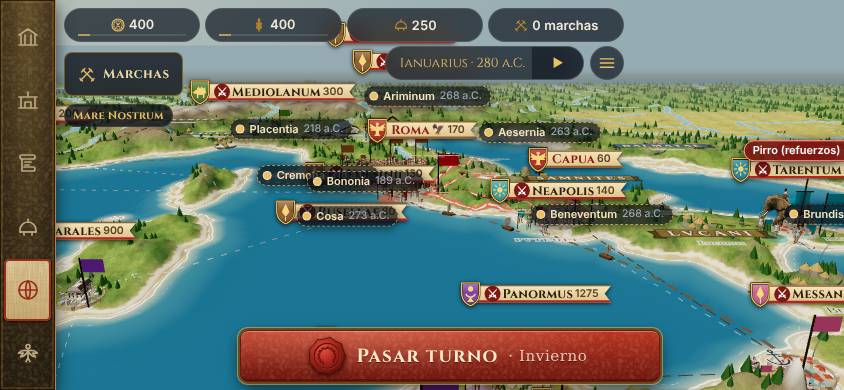 400
400
250
0 marchas
IANUARIUS · 280 A.C.
MARCHAS
MEDIOLANUM 300
Ariminum 268 a.C.
MARE NOSTRUM
Placentia 218 a.C.
ROMA 170
Aesernia 263 a.C.
Pirro (refuerzos)
CAPUA 60
TARENTUM
Bononia 189 a.C.
NEAPOLIS 140
Cosa 273 a.C.
Beneventum 268 a.C.
Brundis
ARALES 900
LVCANI
PANORMUS 1275
MESSAN
PASAR TURNO · Invierno